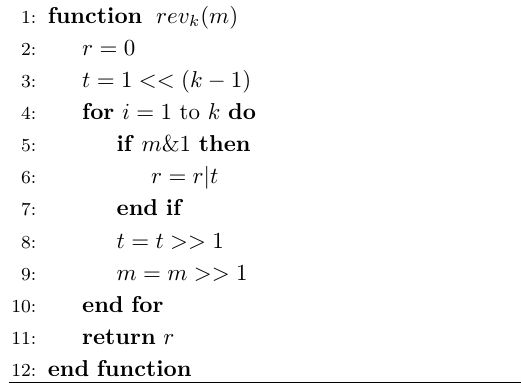 1: function rev_k(m)
2: r = 0
3: t = 1 << (k − 1)
4: for i = 1 to k do
5: if m&1 then
6: r = r|t
7: end if
8: t = t >> 1
9: m = m >> 1
10: end for
11: return r
12: end function